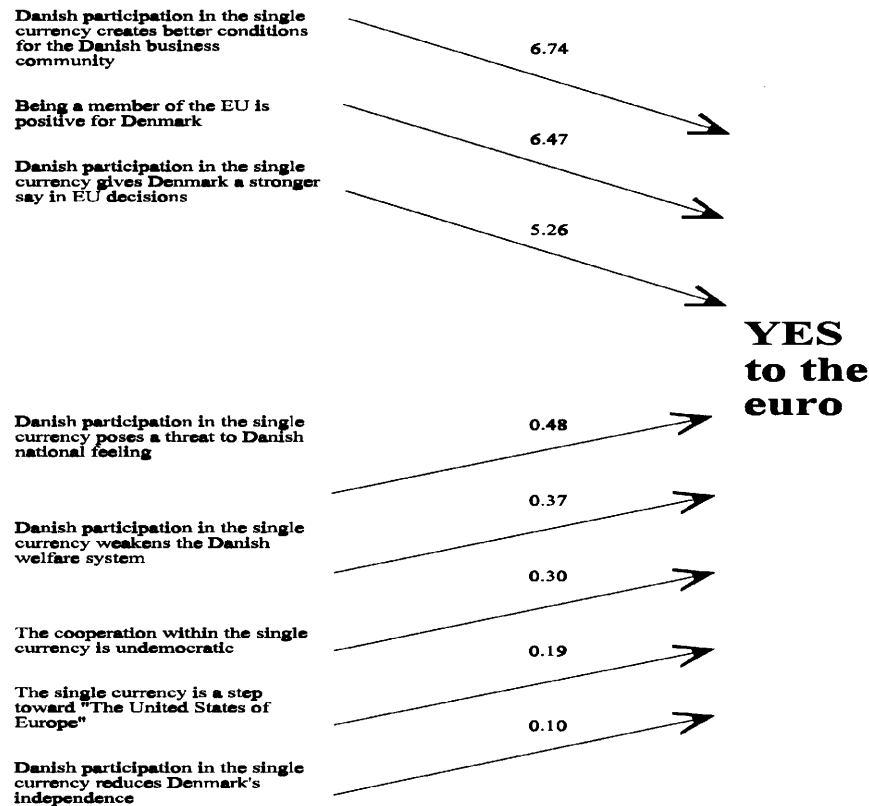 Danish participation in the single
currency creates better conditions
for the Danish business
community
6.74
Being a member of the EU is
positive for Denmark
6.47
Danish participation in the single
currency gives Denmark a stronger
say in EU decisions
5.26
YES
to the
euro
Danish participation in the single
currency poses a threat to Danish
national feeling
0.48
Danish participation in the single
currency weakens the Danish
welfare system
0.37
The cooperation within the single
currency is undemocratic
0.30
The single currency is a step
toward "The United States of
Europe"
0.19
Danish participation in the single
currency reduces Denmark's
independence
0.10